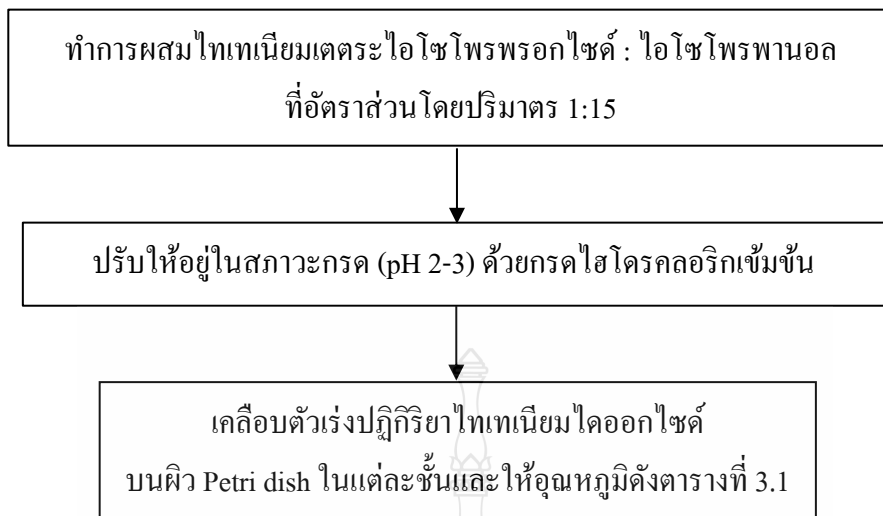 ทำการผสมไทเทเนียมเตตระไอโซโพรพรอกไซด์ : ไอโซโพรพานอล
ที่อัตราส่วนโดยปริมาตร 1:15
ปรับให้อยู่ในสภาวะกรด (pH 2-3) ด้วยกรดไฮโดรคลอริกเข้มข้น
เคลือบตัวเร่งปฏิกิริยาไทเทเนียมไดออกไซด์
บนผิว Petri dish ในแต่ละชั้นและให้อุณหภูมิดังตารางที่ 3.1